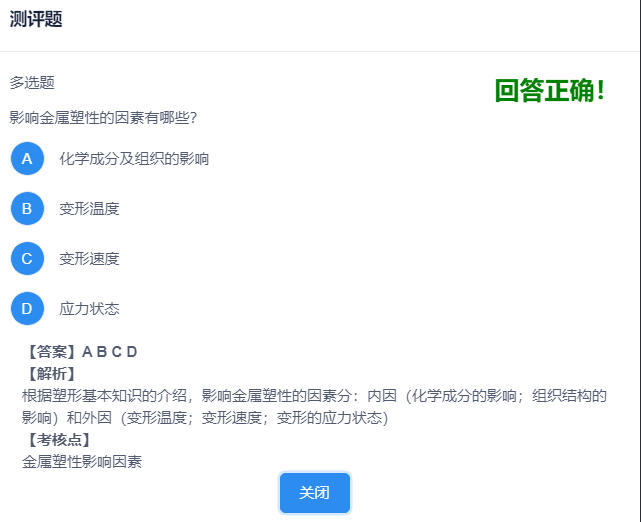 测评题
多选题
回答正确！
影响金属塑性的因素有哪些？
A 化学成分及组织的影响
B 变形温度
C 变形速度
D 应力状态
【答案】A B C D
【解析】
根据塑形基本知识的介绍，影响金属塑性的因素分：内因（化学成分的影响；组织结构的
影响）和外因（变形温度；变形速度；变形的应力状态）
【考核点】
金属塑性影响因素
关闭